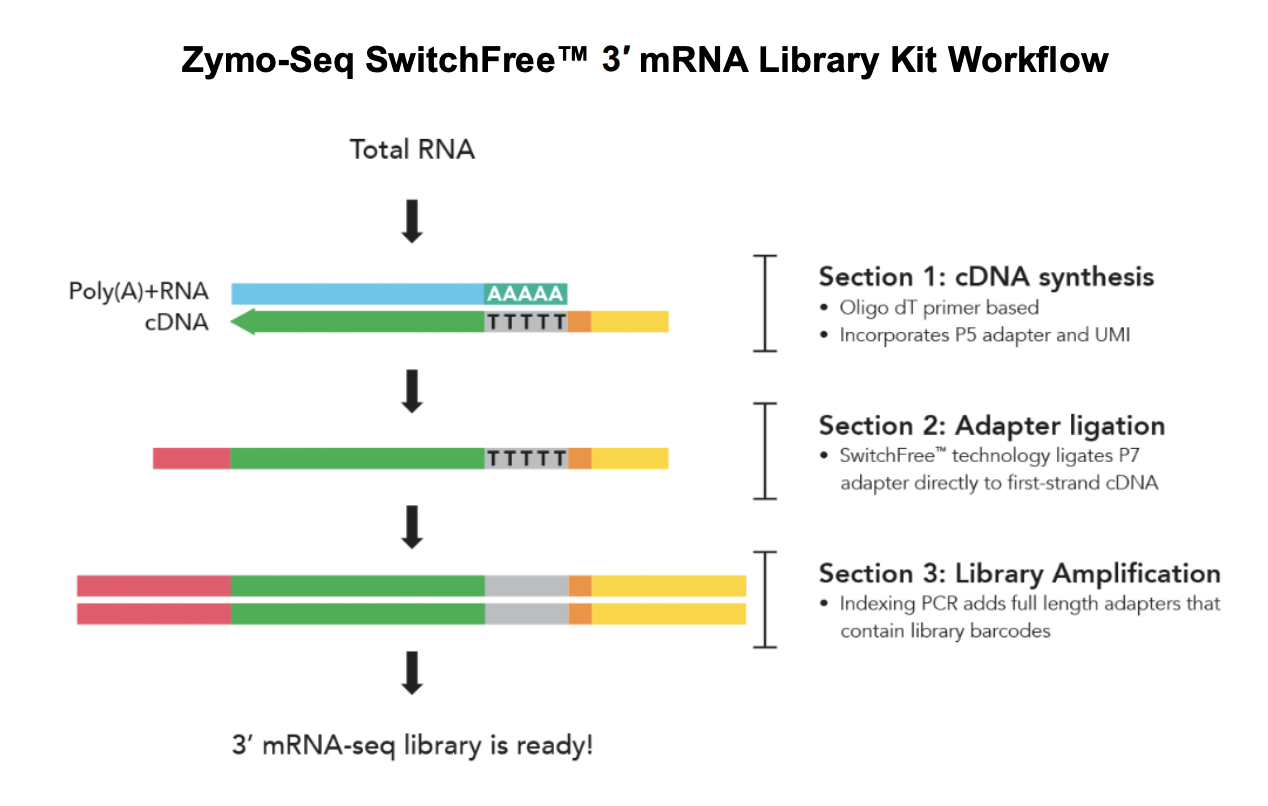 Zymo-Seq SwitchFree™ 3′ mRNA Library Kit Workflow
Total RNA
Poly(A)+RNA
AAAAA
cDNA
TTTTT
Section 1: cDNA synthesis
• Oligo dT primer based
• Incorporates P5 adapter and UMI
TTTTT
Section 2: Adapter ligation
• SwitchFree™ technology ligates P7
adapter directly to first-strand cDNA
Section 3: Library Amplification
• Indexing PCR adds full length adapters that
contain library barcodes
3′ mRNA-seq library is ready!